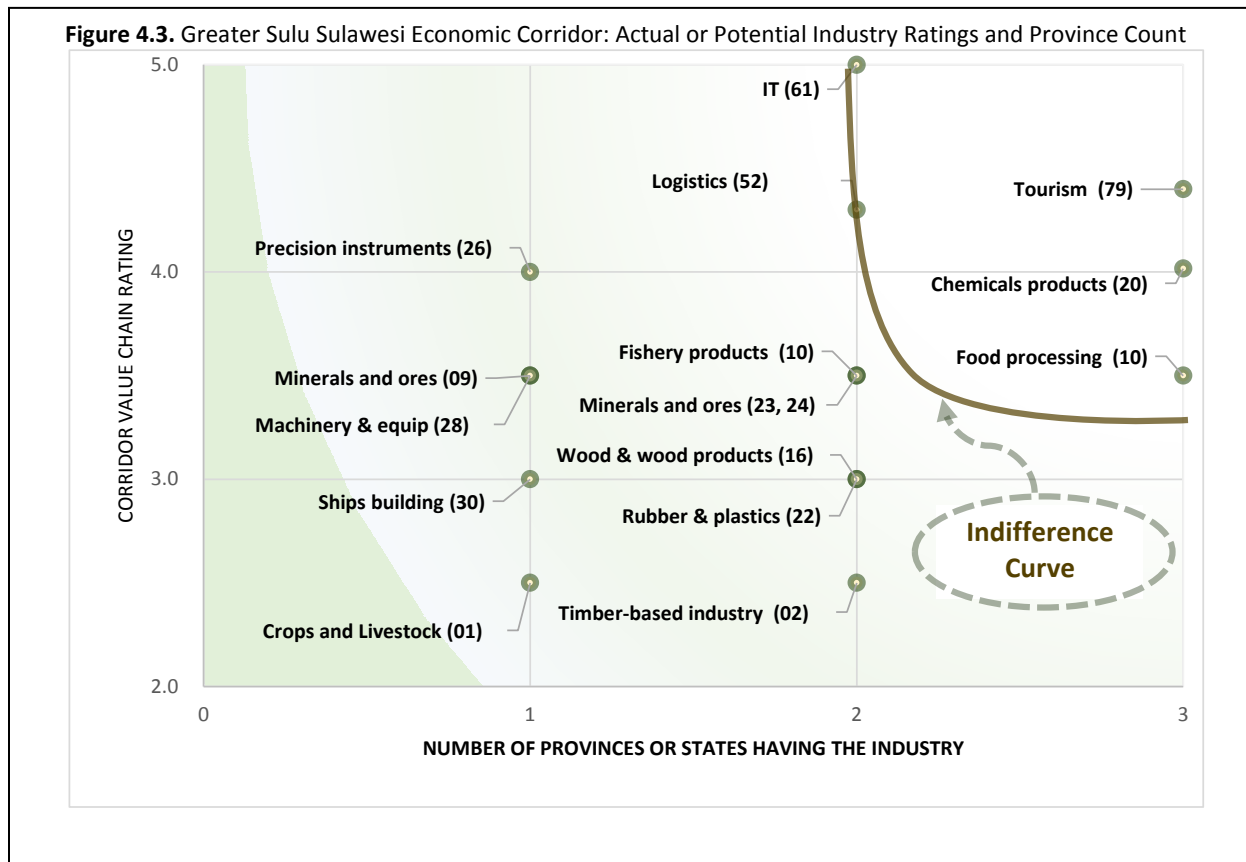 Figure 4.3. Greater Sulu Sulawesi Economic Corridor: Actual or Potential Industry Ratings and Province Count
5.0
IT (61)
Logistics (52)
Tourism (79)
Precision instruments (26)
4.0
Chemicals products (20)
CORRIDOR VALUE CHAIN RATING
Fishery products (10)
Food processing (10)
Minerals and ores (09)
Minerals and ores (23, 24)
Machinery & equip (28)
Wood & wood products (16)
3.0
Ships building (30)
Rubber & plastics (22)
Indifference
Curve
Timber-based industry (02)
Crops and Livestock (01)
2.0
0
1
2
3
NUMBER OF PROVINCES OR STATES HAVING THE INDUSTRY